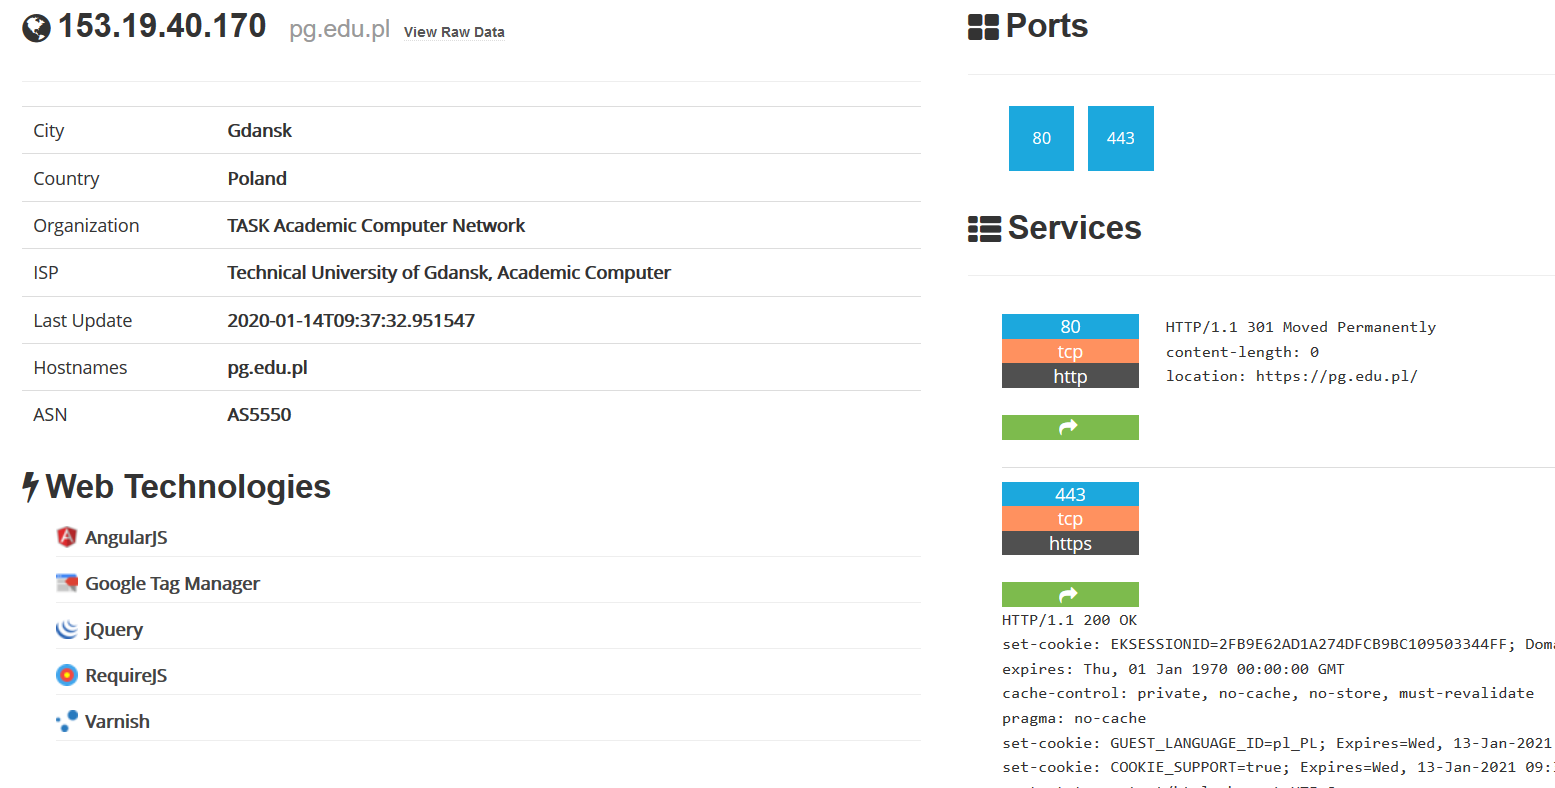 153.19.40.170 pg.edu.pl View Raw Data
City Gdansk
Country Poland
Organization TASK Academic Computer Network
ISP Technical University of Gdansk, Academic Computer
Last Update 2020-01-14T09:37:32.951547
Hostnames pg.edu.pl
ASN AS5550
Web Technologies
AngularJS
Google Tag Manager
jQuery
RequireJS
Varnish
Ports
80 443
Services
80
tcp
http
HTTP/1.1 301 Moved Permanently
content-length: 0
location: https://pg.edu.pl/
443
tcp
https
HTTP/1.1 200 OK
set-cookie: EKSESSIONID=2FB9E62AD1A274DFCB9BC109503344FF; Doma
expires: Thu, 01 Jan 1970 00:00:00 GMT
cache-control: private, no-cache, no-store, must-revalidate
pragma: no-cache
set-cookie: GUEST_LANGUAGE_ID=pl_PL; Expires=Wed, 13-Jan-2021
set-cookie: COOKIE_SUPPORT=true; Expires=Wed, 13-Jan-2021 09: